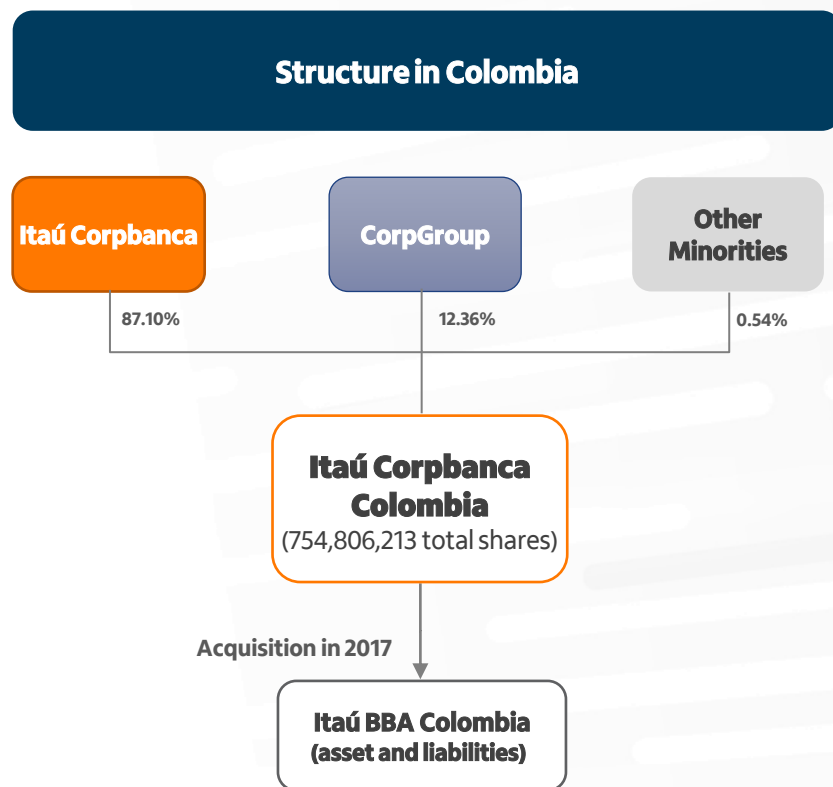 Structure in Colombia
Itaú Corpbanca
CorpGroup
Other
Minorities
87.10%
12.36%
0.54%
Itaú Corpbanca
Colombia
(754,806,213 total shares)
Acquisition in 2017
Itaú BBA Colombia
(asset and liabilities)